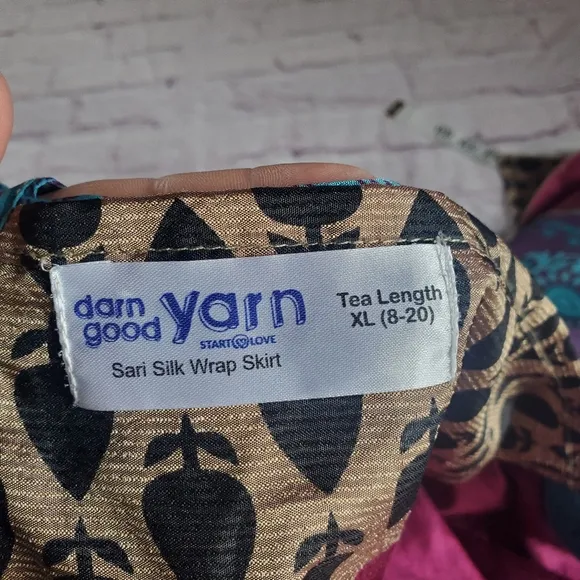 darn
good
yarn
START & LOVE
Sari Silk Wrap Skirt
Tea Length
XL (8-20)